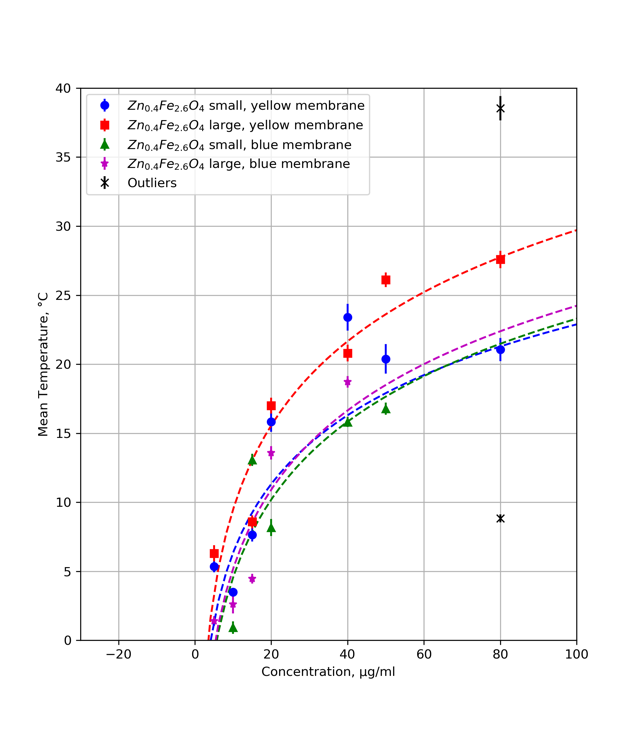 Zn₀.₄Fe₂.₆O₄ small, yellow membrane
Zn₀.₄Fe₂.₆O₄ large, yellow membrane
Zn₀.₄Fe₂.₆O₄ small, blue membrane
Zn₀.₄Fe₂.₆O₄ large, blue membrane
Outliers
40
35
30
25
20
15
10
5
0
Mean Temperature, °C
−20 0 20 40 60 80 100
Concentration, μg/ml